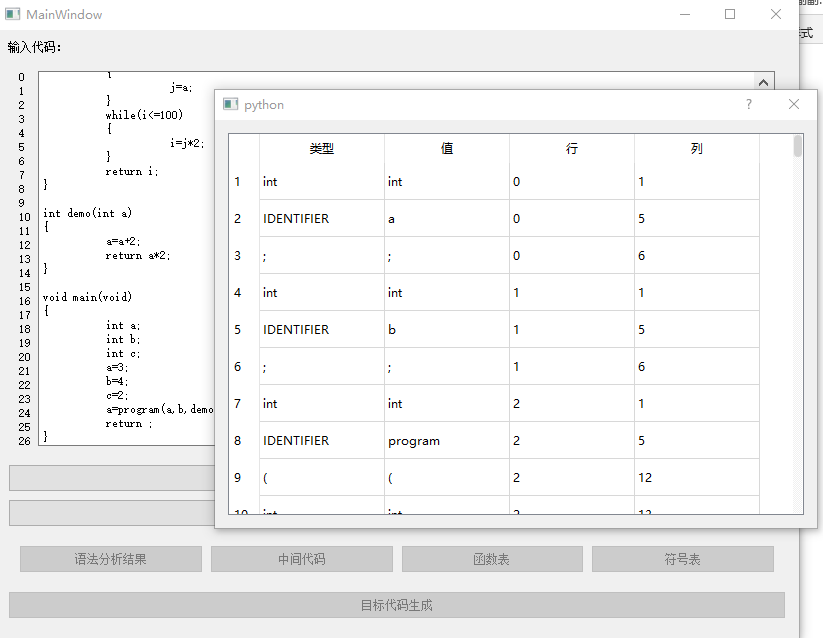 MainWindow
输入代码：
0
1
2
3
4
5
6
7
8
9
10
11
12
13
14
15
16
17
18
19
20
21
22
23
24
25
26
{
j=a;
}
while(i<=100)
{
i=j*2;
}
return i;
}
int demo(int a)
{
a=a+2;
return a*2;
}
void main(void)
{
int a;
int b;
int c;
a=3;
b=4;
c=2;
a=program(a,b,demo
return ;
}
python
?
类型 值 行 列
1 int int 0 1
2 IDENTIFIER a 0 5
3 ; ; 0 6
4 int int 1 1
5 IDENTIFIER b 1 5
6 ; ; 1 6
7 int int 2 1
8 IDENTIFIER program 2 5
9 ( ( 2 12
10 int int 2 13
语法分析结果 中间代码 函数表 符号表
目标代码生成
式